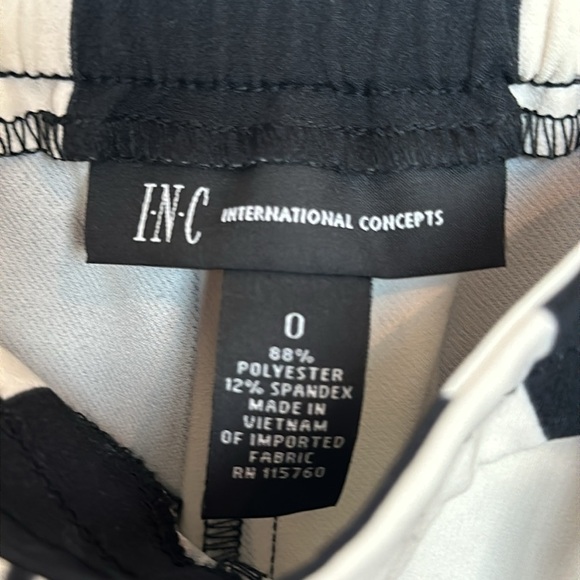 I·N·C INTERNATIONAL CONCEPTS
0
88%
POLYESTER
12% SPANDEX
MADE IN
VIETNAM
OF IMPORTED
FABRIC
RN 115760